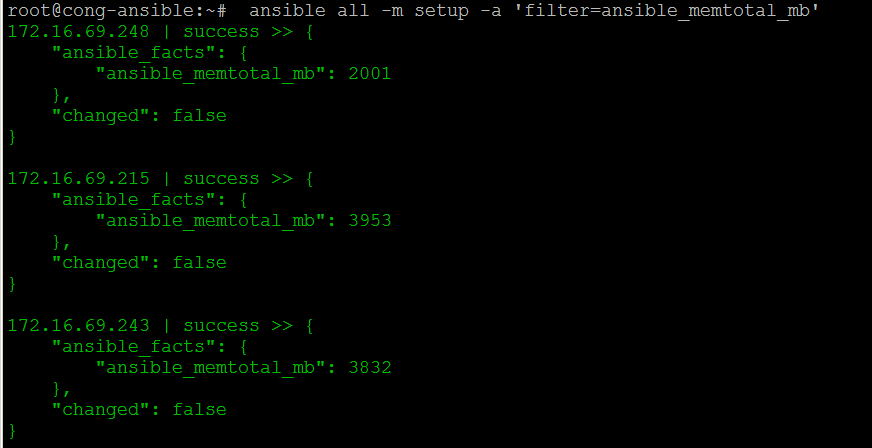 root@cong-ansible:~#  ansible all -m setup -a 'filter=ansible_memtotal_mb'
172.16.69.248 | success >> {
    "ansible_facts": {
        "ansible_memtotal_mb": 2001
    },
    "changed": false
}

172.16.69.215 | success >> {
    "ansible_facts": {
        "ansible_memtotal_mb": 3953
    },
    "changed": false
}

172.16.69.243 | success >> {
    "ansible_facts": {
        "ansible_memtotal_mb": 3832
    },
    "changed": false
}